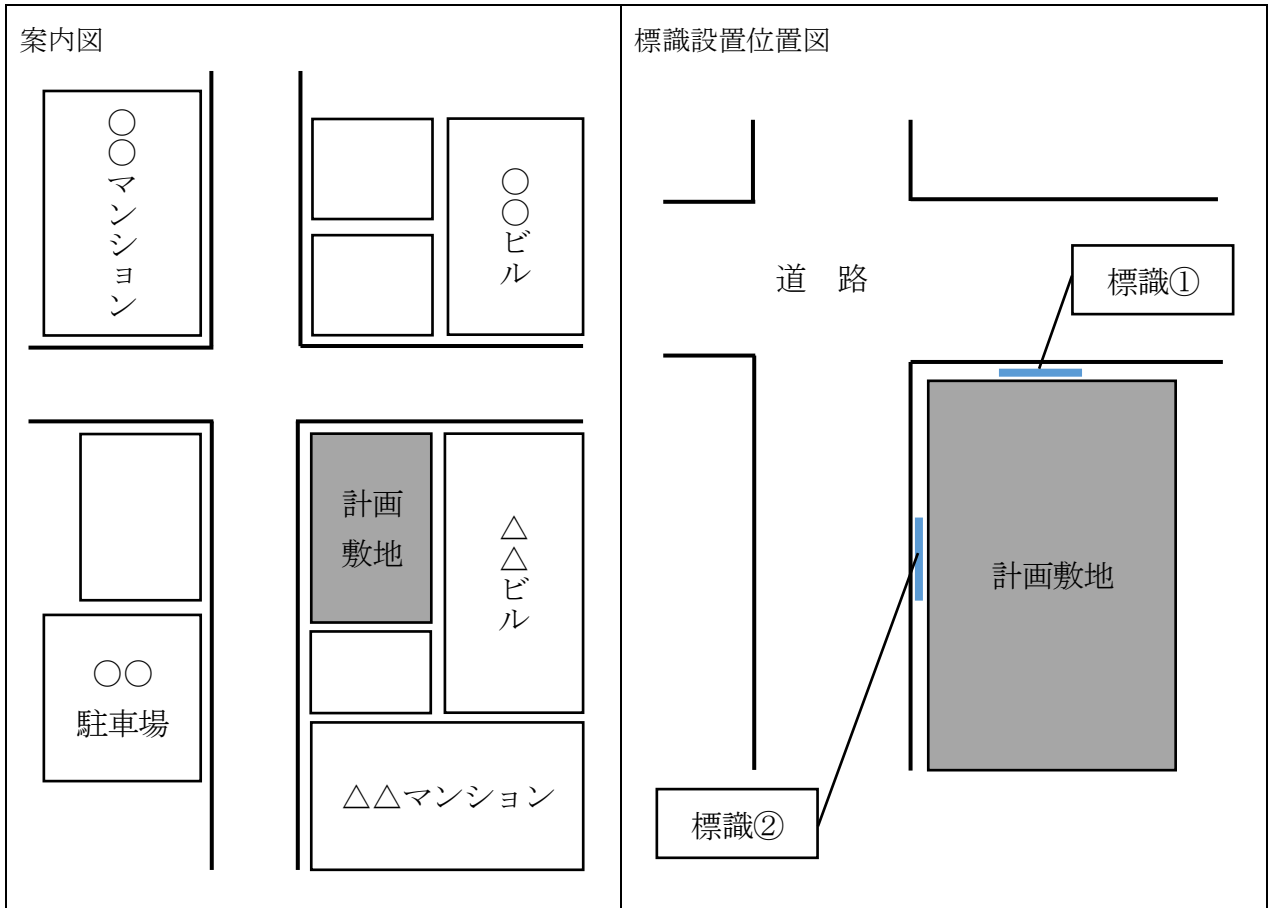 案内図
○○マンション
○○ビル
計画
敷地
△△ビル
○○
駐車場
△△マンション
標識設置位置図
道　路
標識①
計画敷地
標識②